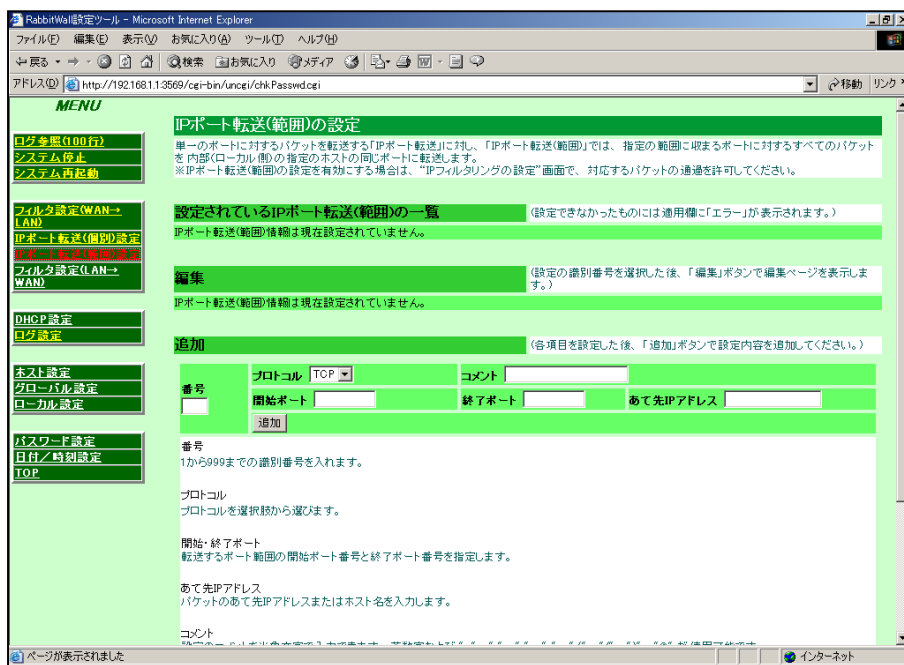 RabbitWall設定ツール - Microsoft Internet Explorer
ファイル(F) 編集(E) 表示(V) お気に入り(A) ツール(T) ヘルプ(H)
戻る 検索 お気に入り メディア
アドレス(D) http://192.168.1.1:3569/cgi-bin/uncgi/chkPasswd.cgi 移動 リンク
MENU
ログ参照(100行)
システム停止
システム再起動
フィルタ設定(WAN→
LAN)
IPポート転送(個別)設定
IPポート転送(範囲)設定
フィルタ設定(LAN→
WAN)
DHCP設定
ログ設定
ホスト設定
グローバル設定
ローカル設定
パスワード設定
日付/時刻設定
TOP
IPポート転送(範囲)の設定
単一のポートに対するパケットを転送する「IPポート転送」に対し、「IPポート転送(範囲)」では、指定の範囲に収まるポートに対するすべてのパケット
を内部(ローカル側)の指定のホストの同じポートに転送します。
※IPポート転送(範囲)の設定を有効にする場合は、“IPフィルタリングの設定”画面で、対応するパケットの通過を許可してください。
設定されているIPポート転送(範囲)の一覧 (設定できなかったものには適用欄に「エラー」が表示されます。)
IPポート転送(範囲)情報は現在設定されていません。
編集 (設定の識別番号を選択した後、「編集」ボタンで編集ページを表示しま
す。)
IPポート転送(範囲)情報は現在設定されていません。
追加 (各項目を設定した後、「追加」ボタンで設定内容を追加してください。)
番号
プロトコル TCP コメント
開始ポート 終了ポート あて先IPアドレス
追加
番号
1から999までの識別番号を入れます。
プロトコル
プロトコルを選択肢から選びます。
開始・終了ポート
転送するポート範囲の開始ポート番号と終了ポート番号を指定します。
あて先IPアドレス
パケットのあて先IPアドレスまたはホスト名を入力します。
コメント
ページが表示されました インターネット